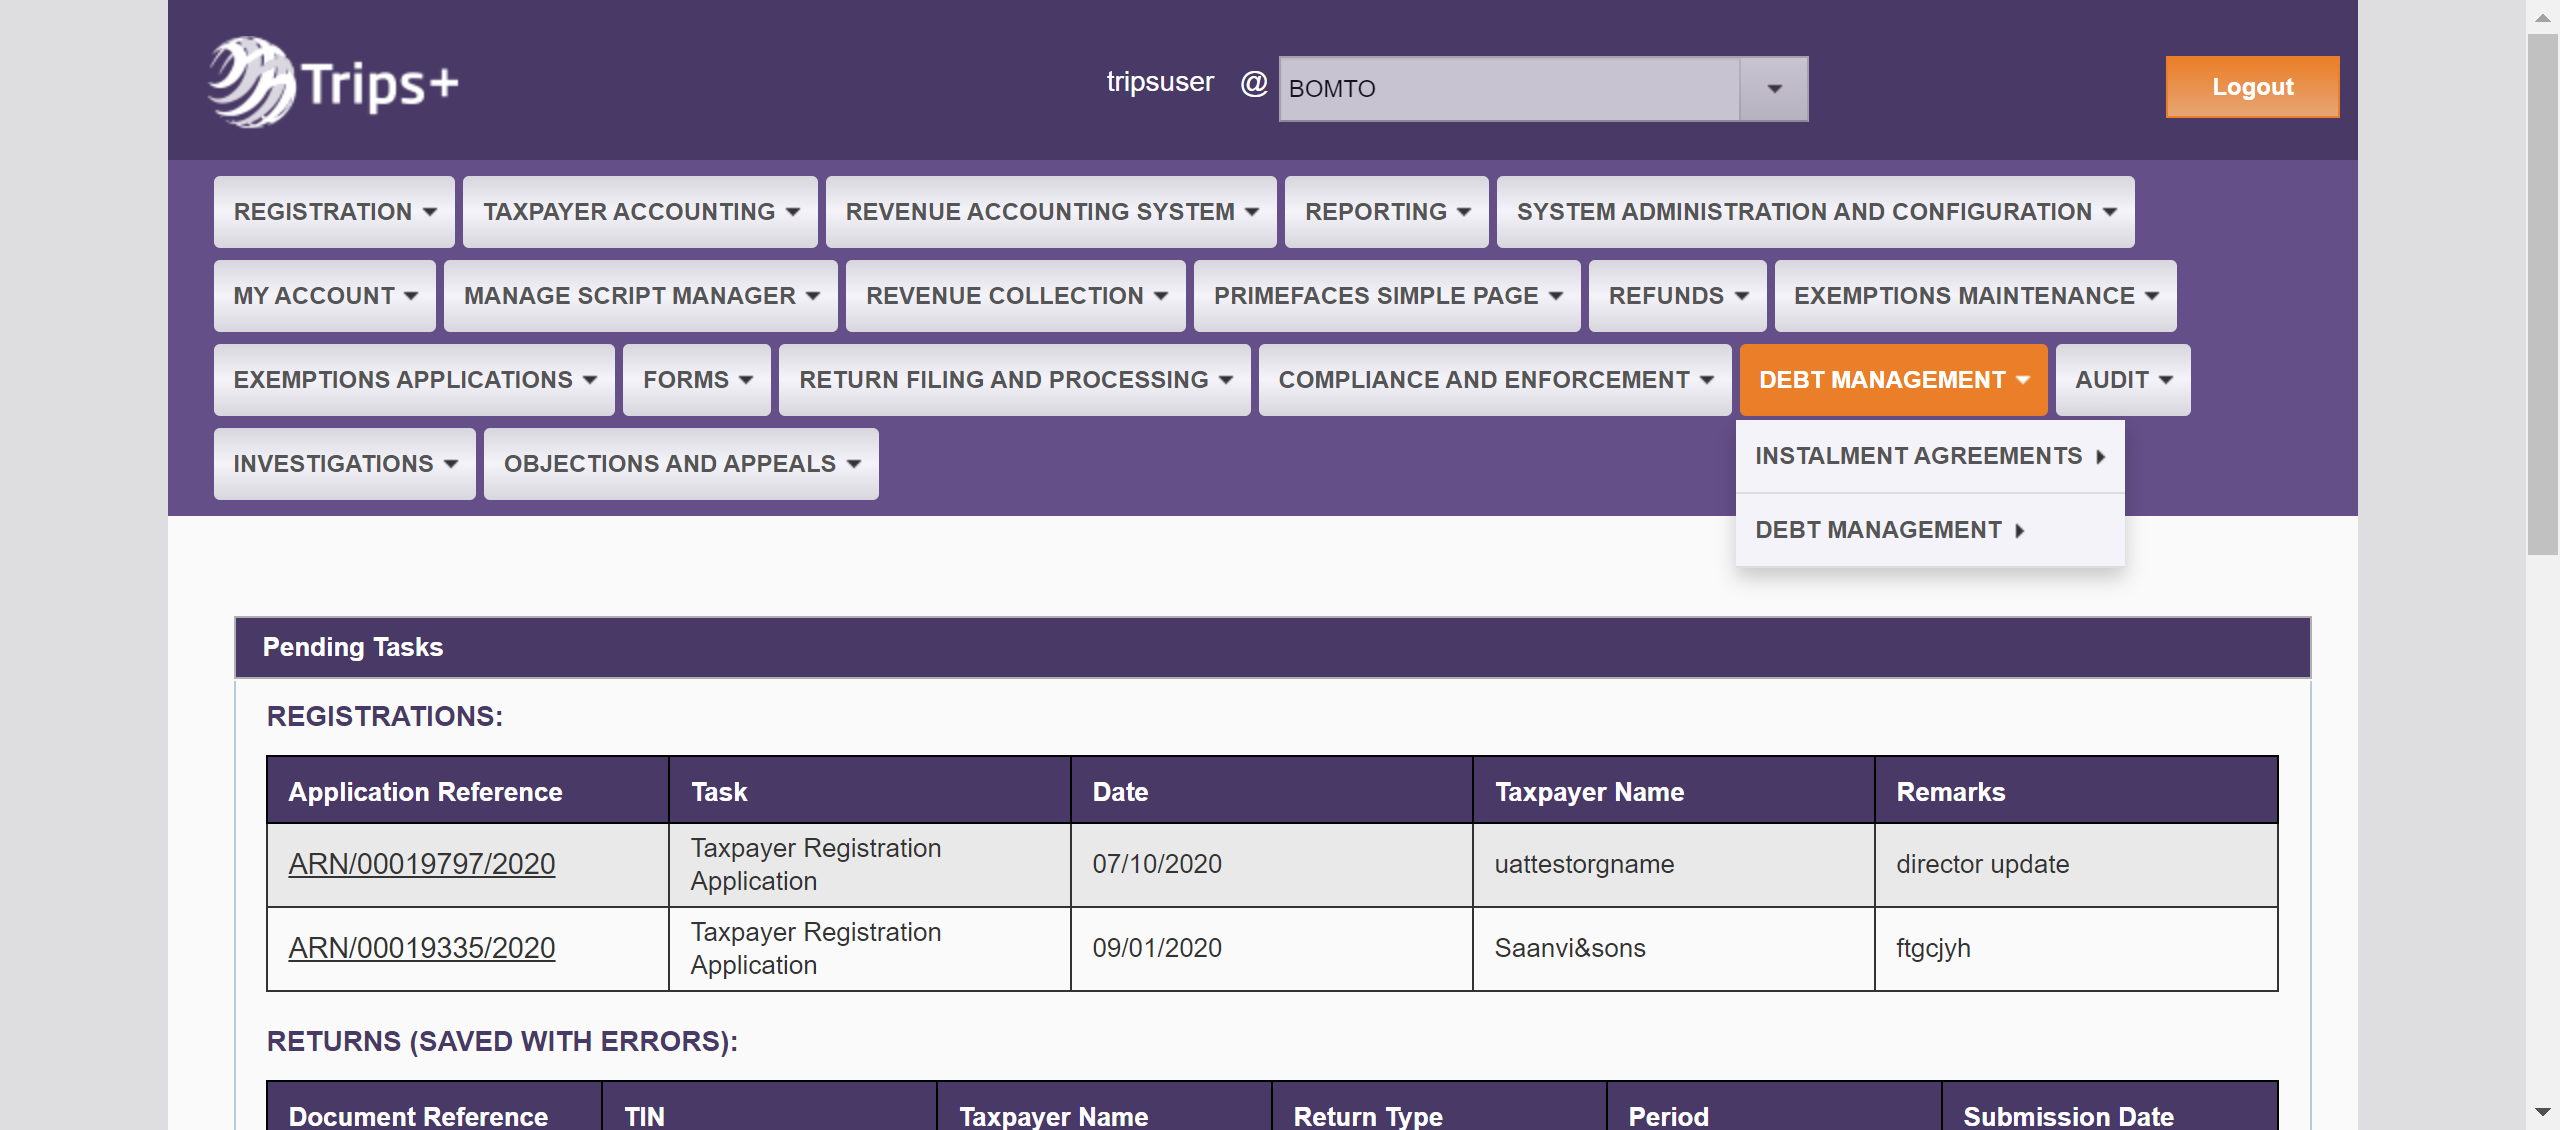 Trips+
tripsuser @ BOMTO
Logout
REGISTRATION TAXPAYER ACCOUNTING REVENUE ACCOUNTING SYSTEM REPORTING SYSTEM ADMINISTRATION AND CONFIGURATION
MY ACCOUNT MANAGE SCRIPT MANAGER REVENUE COLLECTION PRIMEFACES SIMPLE PAGE REFUNDS EXEMPTIONS MAINTENANCE
EXEMPTIONS APPLICATIONS FORMS RETURN FILING AND PROCESSING COMPLIANCE AND ENFORCEMENT DEBT MANAGEMENT AUDIT
INVESTIGATIONS OBJECTIONS AND APPEALS
INSTALMENT AGREEMENTS
DEBT MANAGEMENT
Pending Tasks
REGISTRATIONS:
Application Reference Task Date Taxpayer Name Remarks
ARN/00019797/2020 Taxpayer Registration Application 07/10/2020 uattestorgname director update
ARN/00019335/2020 Taxpayer Registration Application 09/01/2020 Saanvi&sons ftgcjyh
RETURNS (SAVED WITH ERRORS):
Document Reference TIN Taxpayer Name Return Type Period Submission Date